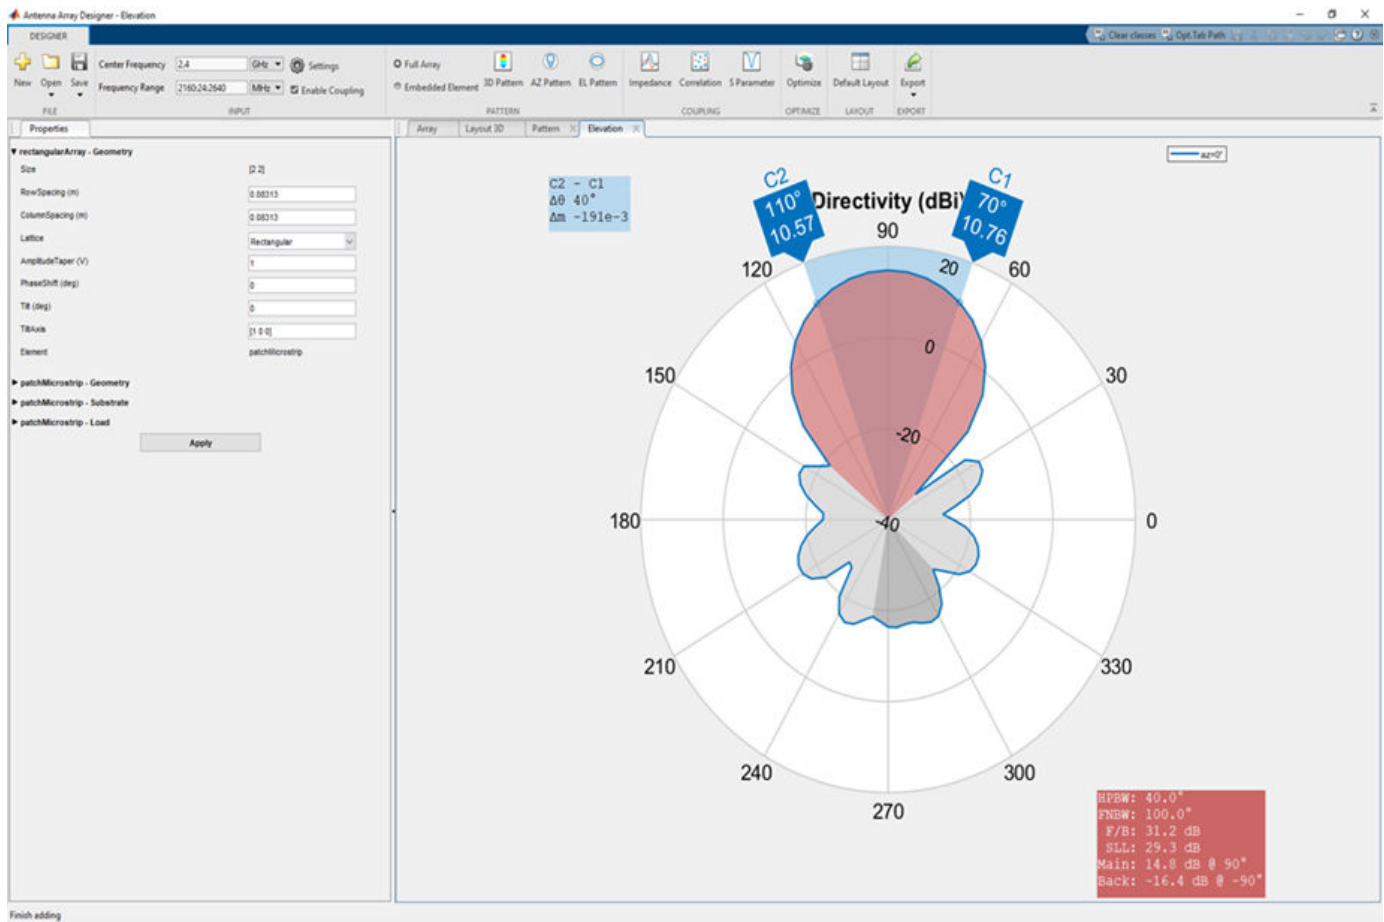 Antenna Array Designer - Elevation
DESIGNER
Clear classes Opt.Tab Path
New Open Save
FILE
Center Frequency 2.4 GHz Settings
Frequency Range 2160:24:2640 MHz Enable Coupling
INPUT
Full Array
Embedded Element
3D Pattern AZ Pattern EL Pattern
PATTERN
Impedance Correlation S Parameter
COUPLING
Optimize
OPTIMIZE
Default Layout
LAYOUT
Export
EXPORT
Properties
rectangularArray - Geometry
Size [2 2]
RowSpacing (m) 0.08313
ColumnSpacing (m) 0.08313
Lattice Rectangular
AmplitudeTaper (V) 1
PhaseShift (deg) 0
Tilt (deg) 0
TiltAxis [1 0 0]
Element patchMicrostrip
patchMicrostrip - Geometry
patchMicrostrip - Substrate
patchMicrostrip - Load
Apply
Array Layout 3D Pattern Elevation
az=0°
C2 - C1
Δθ 40°
Δm -191e-3
C2
110°
10.57
Directivity (dBi)
C1
70°
10.76
90
120
20
60
0
150
30
-20
180
-40
0
210
330
240
300
270
HPBW: 40.0°
FNBW: 100.0°
F/B: 31.2 dB
SLL: 29.3 dB
Main: 14.8 dB @ 90°
Back: -16.4 dB @ -90°
Finish adding